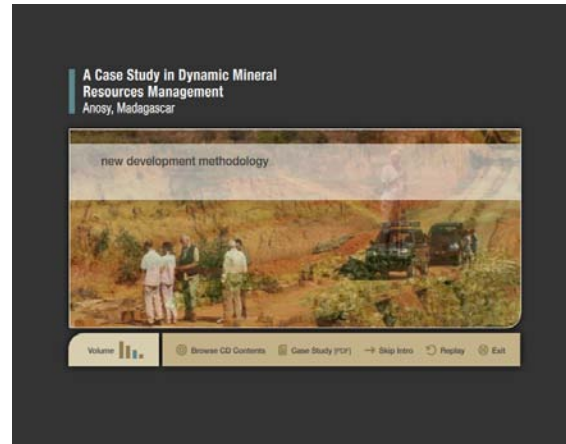 A Case Study in Dynamic Mineral
Resources Management
Anosy, Madagascar
new development methodology
Volume
Browse CD Contents
Case Study (PDF)
Skip Intro
Replay
Exit